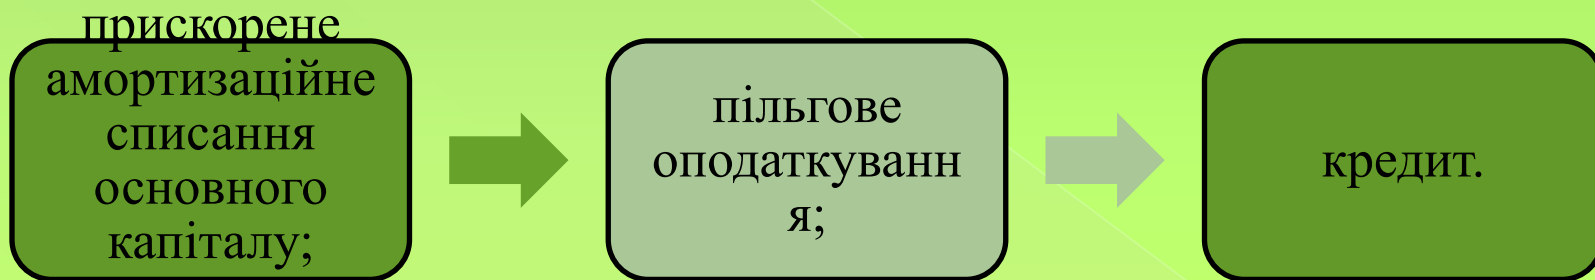 прискорене
амортизаційне
списання
основного
капіталу;
пільгове
оподаткуванн
я;
кредит.